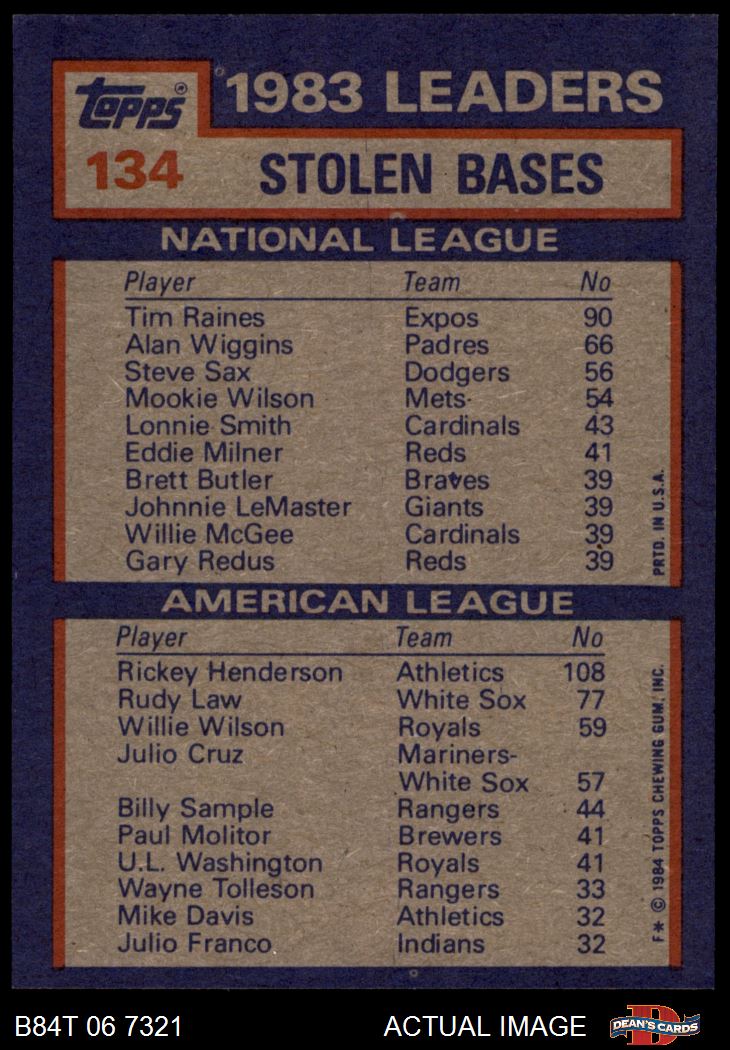 Topps®
1983 LEADERS
134
STOLEN BASES
NATIONAL LEAGUE
Player Team No
Tim Raines Expos 90
Alan Wiggins Padres 66
Steve Sax Dodgers 56
Mookie Wilson Mets 54
Lonnie Smith Cardinals 43
Eddie Milner Reds 41
Brett Butler Braves 39
Johnnie LeMaster Giants 39
Willie McGee Cardinals 39
Gary Redus Reds 39
PRTD. IN U.S.A.
AMERICAN LEAGUE
Player Team No
Rickey Henderson Athletics 108
Rudy Law White Sox 77
Willie Wilson Royals 59
Julio Cruz Mariners-
White Sox 57
Billy Sample Rangers 44
Paul Molitor Brewers 41
U.L. Washington Royals 41
Wayne Tolleson Rangers 33
Mike Davis Athletics 32
Julio Franco Indians 32
F* © 1984 TOPPS CHEWING GUM, INC.
B84T 06 7321 ACTUAL IMAGE
D
DEAN'S CARDS